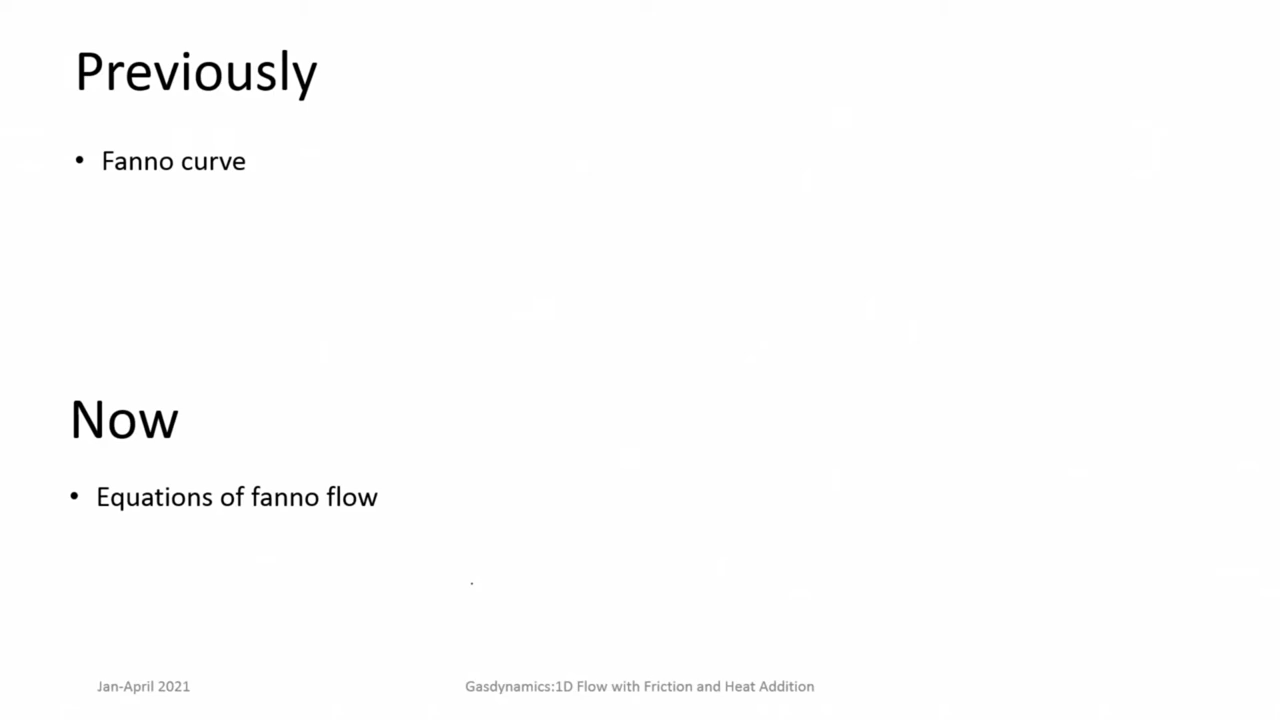 Previously
• Fanno curve
Now
• Equations of fanno flow
Jan-April 2021
Gasdynamics:1D Flow with Friction and Heat Addition